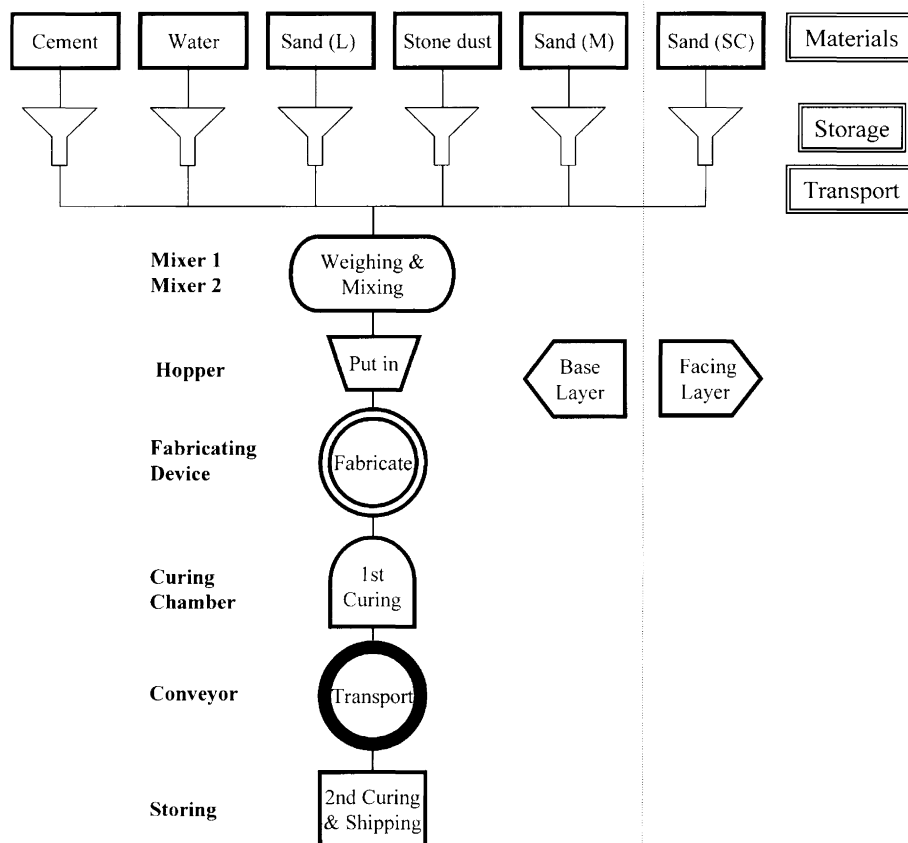 Cement
Water
Sand (L)
Stone dust
Sand (M)
Sand (SC)
Materials
Storage
Transport
Mixer 1
Mixer 2
Weighing &
Mixing
Hopper
Put in
Base
Layer
Facing
Layer
Fabricating
Device
Fabricate
Curing
Chamber
1st
Curing
Conveyor
Transport
Storing
2nd Curing
& Shipping